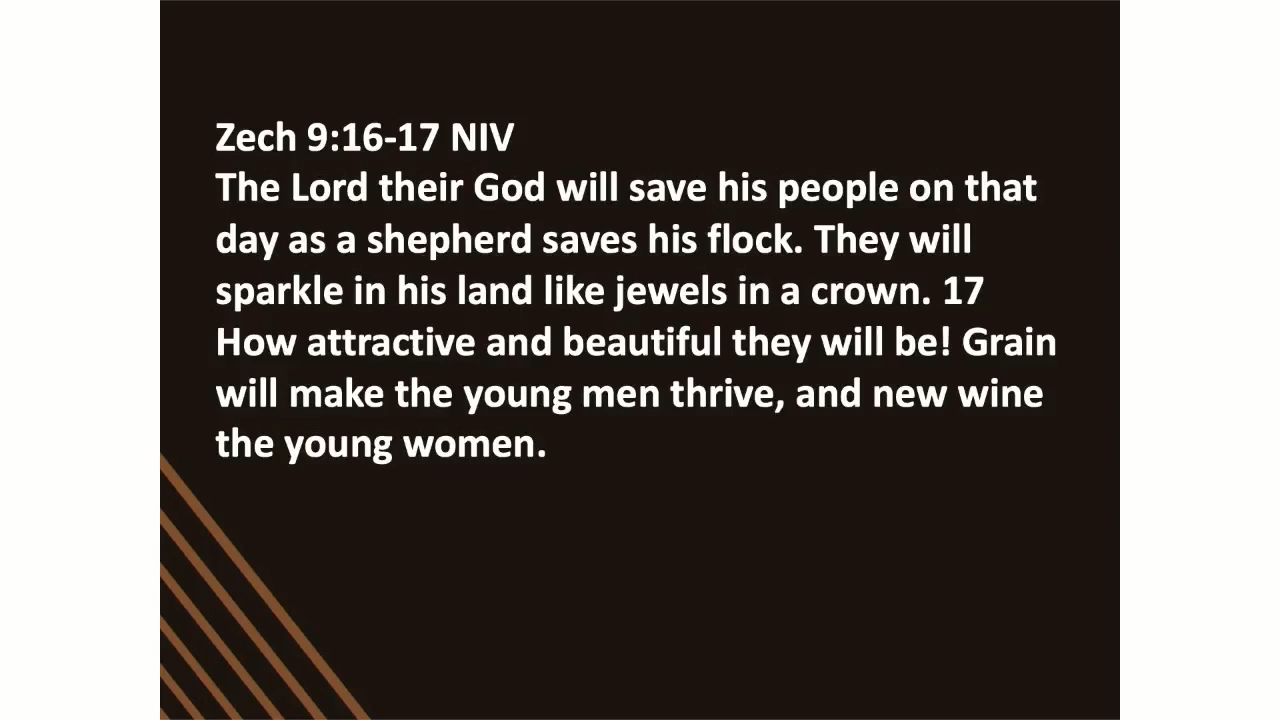 Zech 9:16-17 NIV
The Lord their God will save his people on that
day as a shepherd saves his flock. They will
sparkle in his land like jewels in a crown. 17
How attractive and beautiful they will be! Grain
will make the young men thrive, and new wine
the young women.